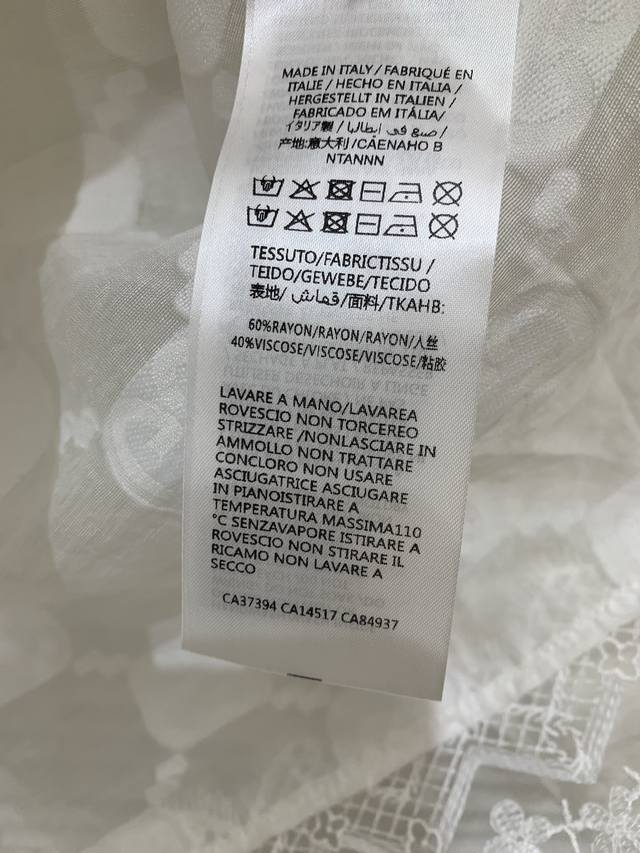 MADE IN ITALY / FABRIQUÉ EN
ITALIE / HECHO EN ITALIA /
HERGESTELLT IN ITALIEN /
FABRICADO EM ITÁLIA/
イタリア製 / صنع في إيطاليا /
产地:意大利/CAENAHO B
NTANNN
TESSUTO/FABRICTISSU /
TEIDO/GEWEBE/TECIDO
表地/ قماش /面料/TKAHB:
60%RAYON/RAYON/RAYON/人丝
40%VISCOSE/VISCOSE/VISCOSE/粘胶
LAVARE A MANO/LAVAREA
ROVESCIO NON TORCEREO
STRIZZARE /NONLASCIARE IN
AMMOLLO NON TRATTARE
CONCLORO NON USARE
ASCIUGATRICE ASCIUGARE
IN PIANOISTIRARE A
TEMPERATURA MASSIMA110
°C SENZAVAPORE ISTIRARE A
ROVESCIO NON STIRARE IL
RICAMO NON LAVARE A
SECCO
CA37394 CA14517 CA84937